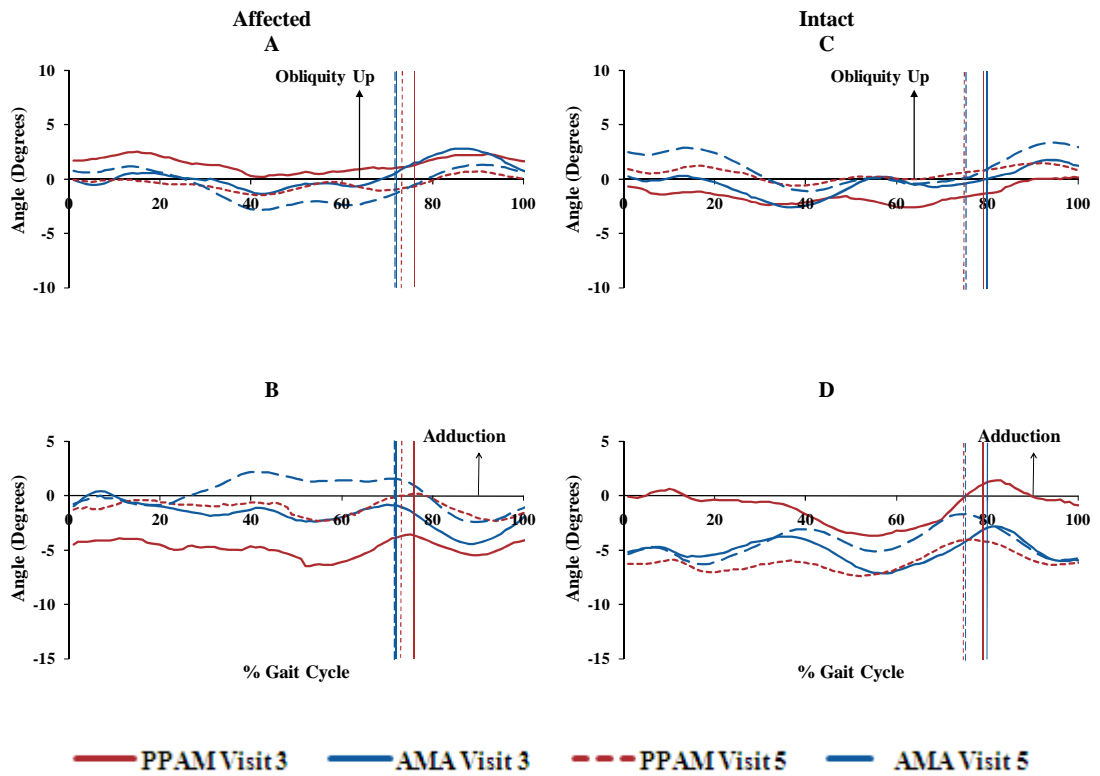 Affected
A
10
5
0
-5
-10
Angle (Degrees)
Obliquity Up
0 20 40 60 80 100
Intact
C
10
5
0
-5
-10
Angle (Degrees)
Obliquity Up
0 20 40 60 80 100
B
5
0
-5
-10
-15
Angle (Degrees)
Adduction
0 20 40 60 80 100
% Gait Cycle
D
5
0
-5
-10
-15
Angle (Degrees)
Adduction
0 20 40 60 80 100
% Gait Cycle
PPAM Visit 3 AMA Visit 3 PPAM Visit 5 AMA Visit 5